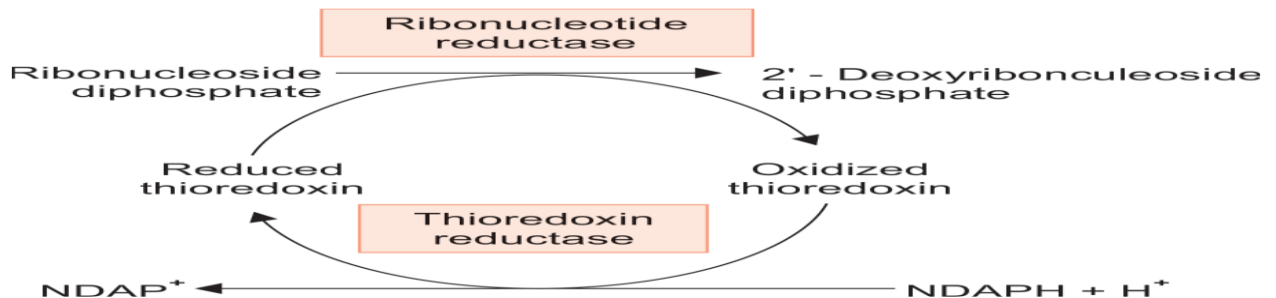 Ribonucleotide
reductase
Ribonucleoside
diphosphate
2' - Deoxyribonculeoside
diphosphate
Reduced
thioredoxin
Oxidized
thioredoxin
Thioredoxin
reductase
NDAP+
NDAPH + H+